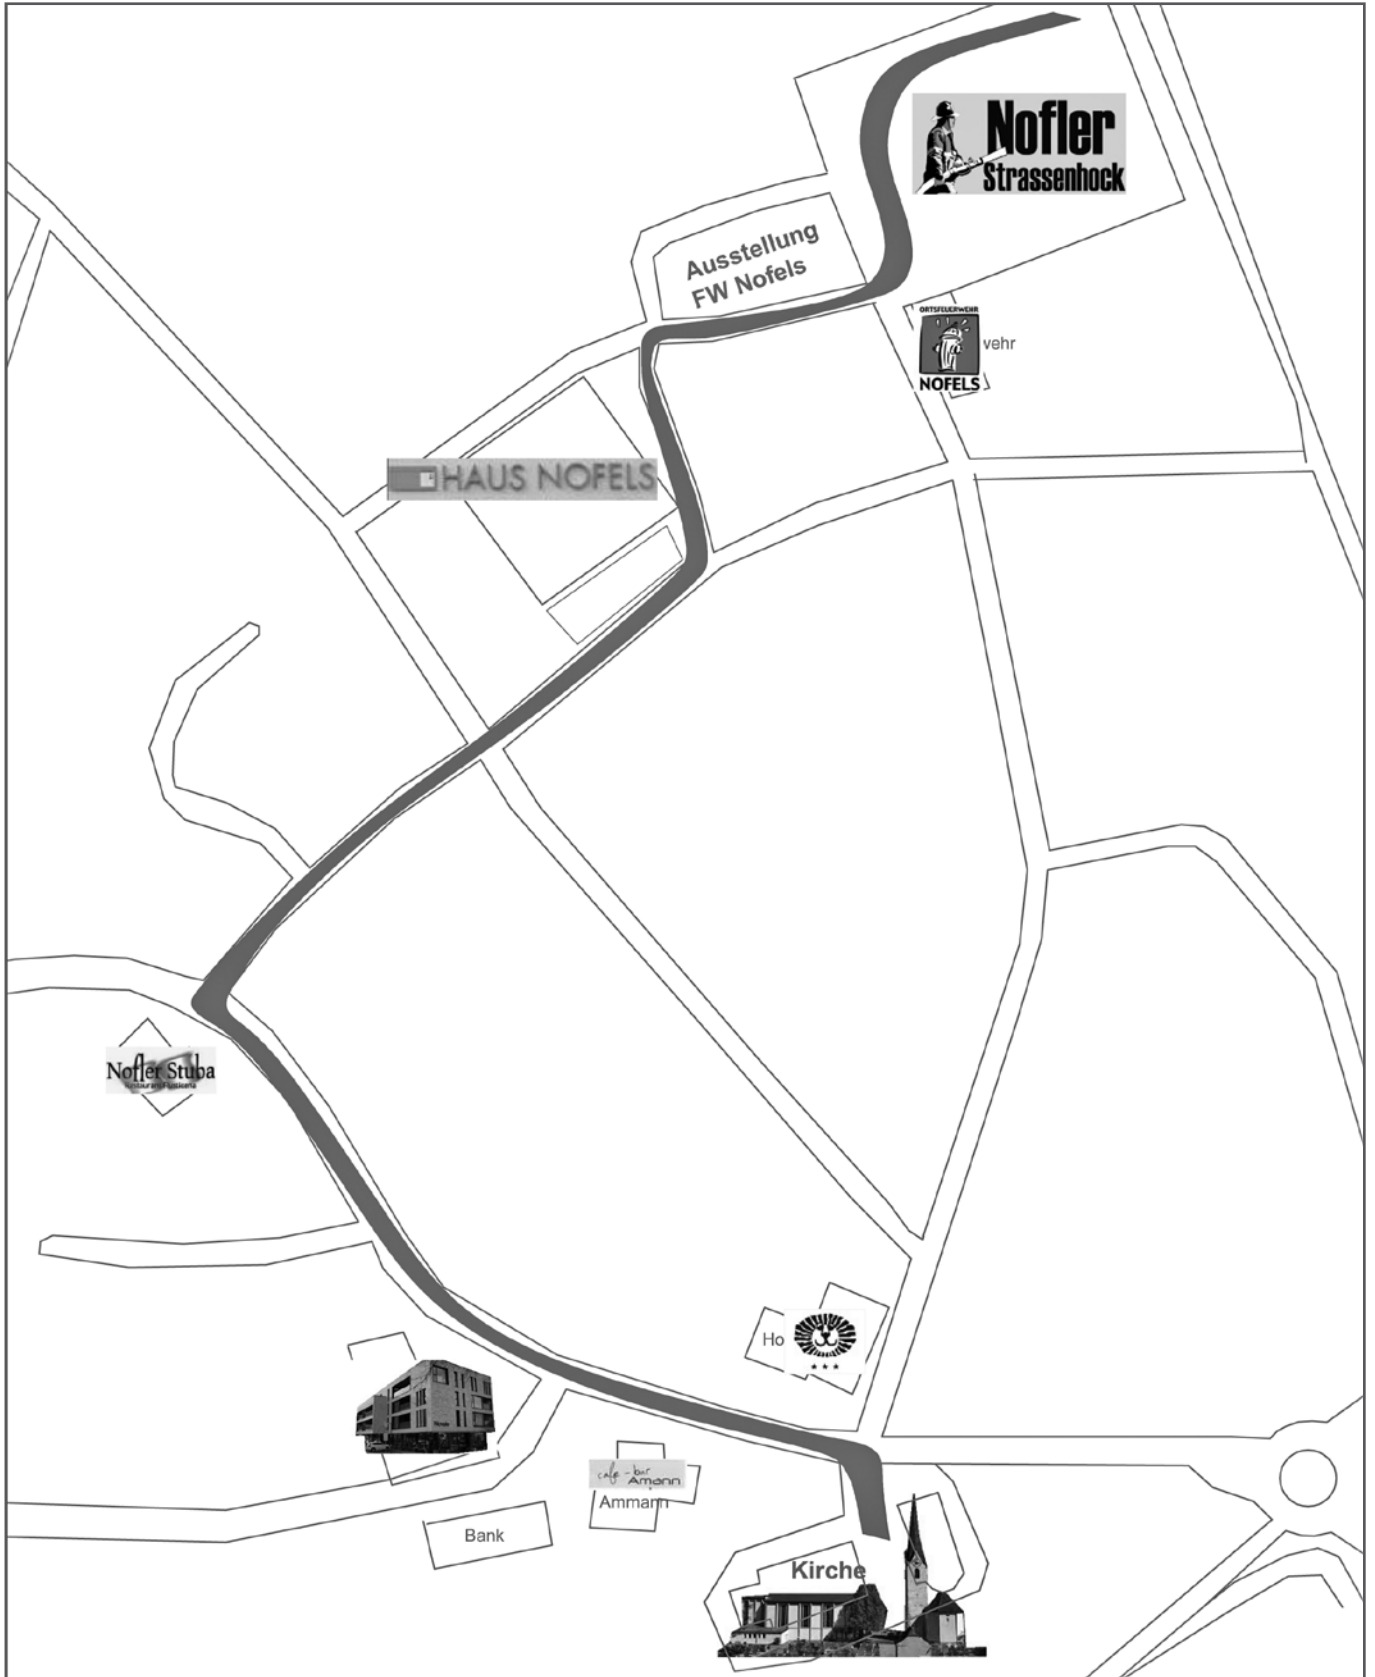 Nofler
Strassenhock
Ausstellung
FW Nofels
ORTSFEUERWEHR
vehr
NOFELS
HAUS NOFELS
Nofler Stuba
Ho
cafe - bar
Amann
Ammann
Bank
Kirche